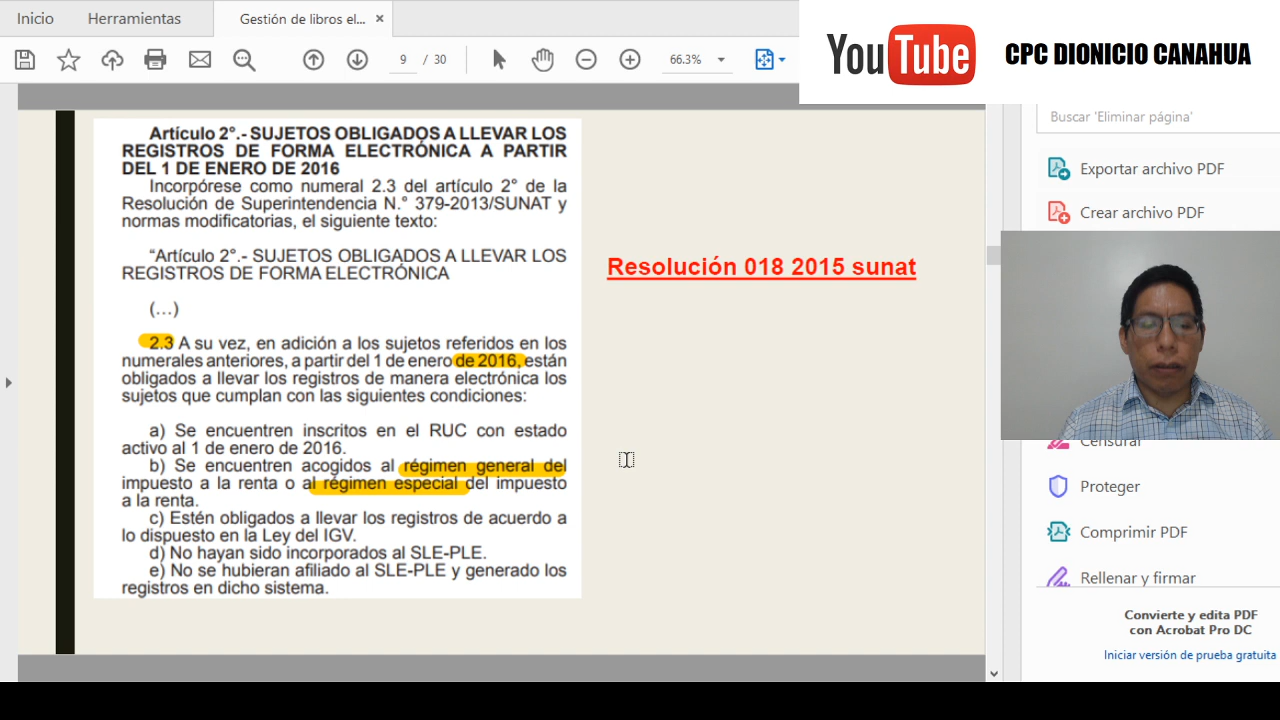 Inicio
Herramientas
Gestión de libros el... ×
9 / 30
66.3%
YouTube
CPC DIONICIO CANAHUA
Artículo 2°.- SUJETOS OBLIGADOS A LLEVAR LOS
REGISTROS DE FORMA ELECTRÓNICA A PARTIR
DEL 1 DE ENERO DE 2016
Incorpórese como numeral 2.3 del artículo 2° de la
Resolución de Superintendencia N.° 379-2013/SUNAT y
normas modificatorias, el siguiente texto:
“Artículo 2°.- SUJETOS OBLIGADOS A LLEVAR LOS
REGISTROS DE FORMA ELECTRÓNICA
(...)
2.3 A su vez, en adición a los sujetos referidos en los
numerales anteriores, a partir del 1 de enero de 2016, están
obligados a llevar los registros de manera electrónica los
sujetos que cumplan con las siguientes condiciones:
a) Se encuentren inscritos en el RUC con estado
activo al 1 de enero de 2016.
b) Se encuentren acogidos al régimen general del
impuesto a la renta o al régimen especial del impuesto
a la renta.
c) Estén obligados a llevar los registros de acuerdo a
lo dispuesto en la Ley del IGV.
d) No hayan sido incorporados al SLE-PLE.
e) No se hubieran afiliado al SLE-PLE y generado los
registros en dicho sistema.
Resolución 018 2015 sunat
Buscar 'Eliminar página'
Exportar archivo PDF
Crear archivo PDF
Censurar
Proteger
Comprimir PDF
Rellenar y firmar
Convierte y edita PDF
con Acrobat Pro DC
Iniciar versión de prueba gratuita